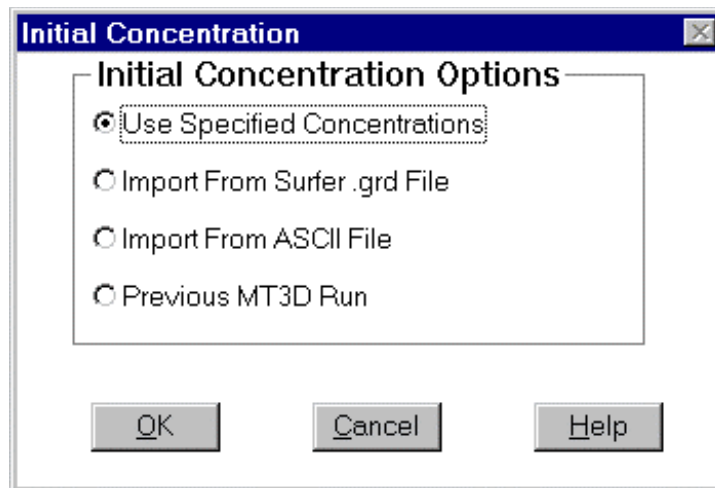 Initial Concentration
Initial Concentration Options
Use Specified Concentrations
Import From Surfer .grd File
Import From ASCII File
Previous MT3D Run
OK Cancel Help